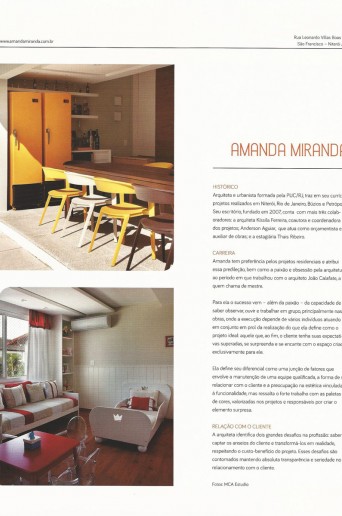 www.amandamiranda.com.br
Rua Leonardo Villas Boas
São Francisco - Niterói
AMANDA MIRANDA
HISTÓRICO
Arquiteta e urbanista formada pela PUC/RJ, traz em seu curríc
projetos realizados em Niterói, Rio de Janeiro, Búzios e Petrópo
Seu escritório, fundado em 2002, conta com mais três colab-
oradores: a arquiteta Kissila Ferreira, coautora e coordenadora
dos projetos; Anderson Aguiar, que atua como orçamentista e
auxiliar de obras; e a estagiária Thais Ribeiro.
CARREIRA
Amanda tem preferência pelos projetos residenciais e atribui
essa predileção, bem como a paixão e obsessão pela arquitetu
ao período em que trabalhou com o arquiteto João Calafate, a
quem chama de mestre.
Para ela o sucesso vem - além da paixão - da capacidade de
saber observar, ouvir e trabalhar em grupo, principalmente nas
obras, onde a execução depende de vários indivíduos atuando
em conjunto em prol da realização do que ela define como o
projeto ideal: aquele que, ao fim, o cliente tenha suas expectat-
vas superadas, se surpreenda e se encante com o espaço criad
exclusivamente para ele.
Ela define seu diferencial como uma junção de fatores que
envolve a manutenção de uma equipe qualificada, a forma de
relacionar com o cliente e a preocupação na estética vinculada
à funcionalidade, mas ressalta o forte trabalho com as paletas
de cores, valorizadas nos projetos e responsáveis por criar o
elemento surpresa.
RELAÇÃO COM O CLIENTE
A arquiteta identifica dois grandes desafios na profissão: saber
captar os anseios do cliente e transformá-los em realidade,
respeitando o custo-benefício do projeto. Esses desafios são
contornados mantendo absoluta transparência e seriedade no
relacionamento com o cliente.
Fotos: MCA Estúdio